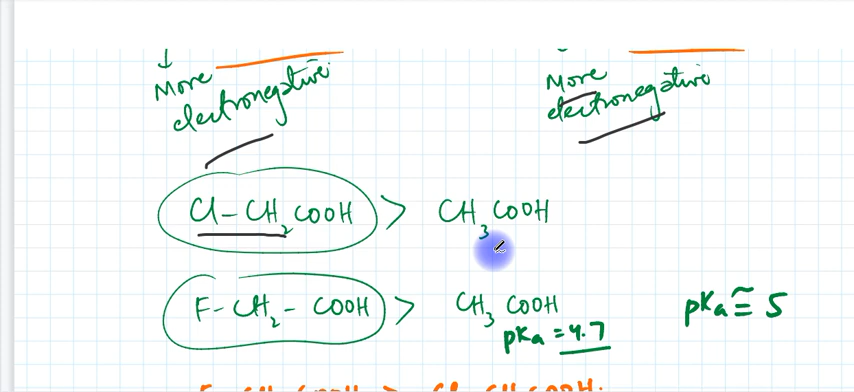 More
electronegative
More
electronegative
Cl-CH₂COOH > CH₃COOH
F-CH₂-COOH > CH₃COOH pKa ≅ 5
pKa = 4.7